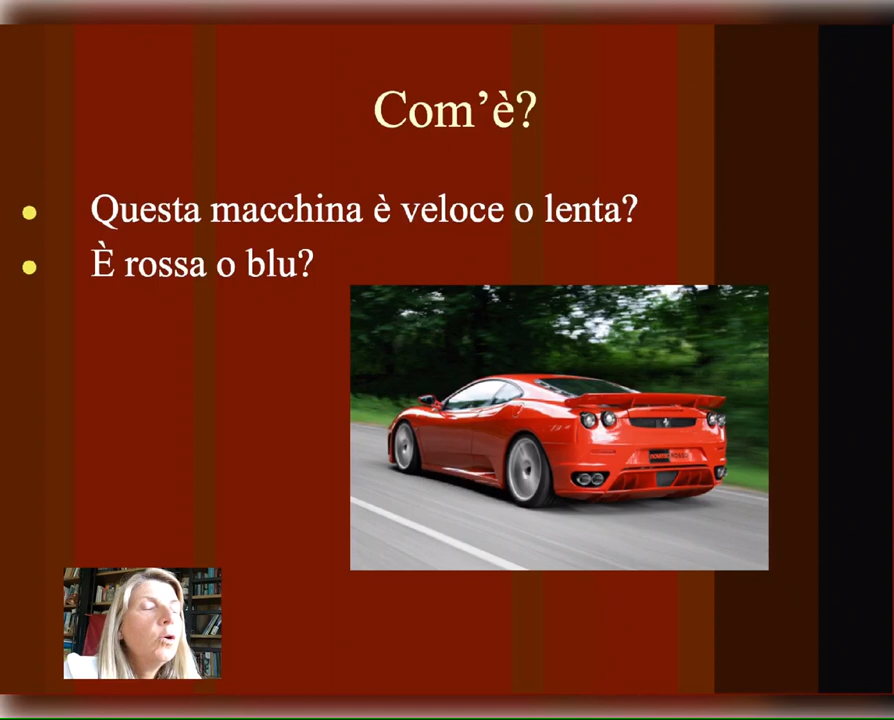 Com'è?
Questa macchina è veloce o lenta?
È rossa o blu?